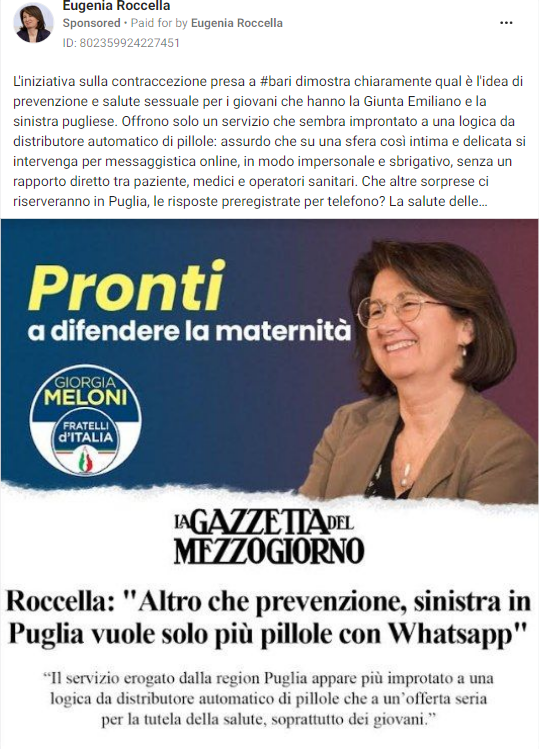 Eugenia Roccella
Sponsored • Paid for by Eugenia Roccella
ID: 802359924227451
L'iniziativa sulla contraccezione presa a #bari dimostra chiaramente qual è l'idea di
prevenzione e salute sessuale per i giovani che hanno la Giunta Emiliano e la
sinistra pugliese. Offrono solo un servizio che sembra improntato a una logica da
distributore automatico di pillole: assurdo che su una sfera così intima e delicata si
intervenga per messaggistica online, in modo impersonale e sbrigativo, senza un
rapporto diretto tra paziente, medici e operatori sanitari. Che altre sorprese ci
riserveranno in Puglia, le risposte preregistrate per telefono? La salute delle...
Pronti
a difendere la maternità
GIORGIA
MELONI
FRATELLI
d'ITALIA
LA GAZZETTA DEL
MEZZOGIORNO
Roccella: "Altro che prevenzione, sinistra in
Puglia vuole solo più pillole con Whatsapp"
“Il servizio erogato dalla region Puglia appare più improtato a una
logica da distributore automatico di pillole che a un’offerta seria
per la tutela della salute, soprattutto dei giovani.”